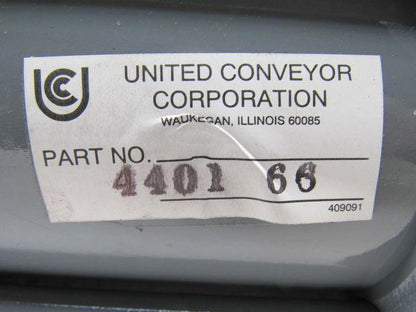 UCC
UNITED CONVEYOR
CORPORATION
WAUKEGAN, ILLINOIS 60085
PART NO.
4401 66
409091